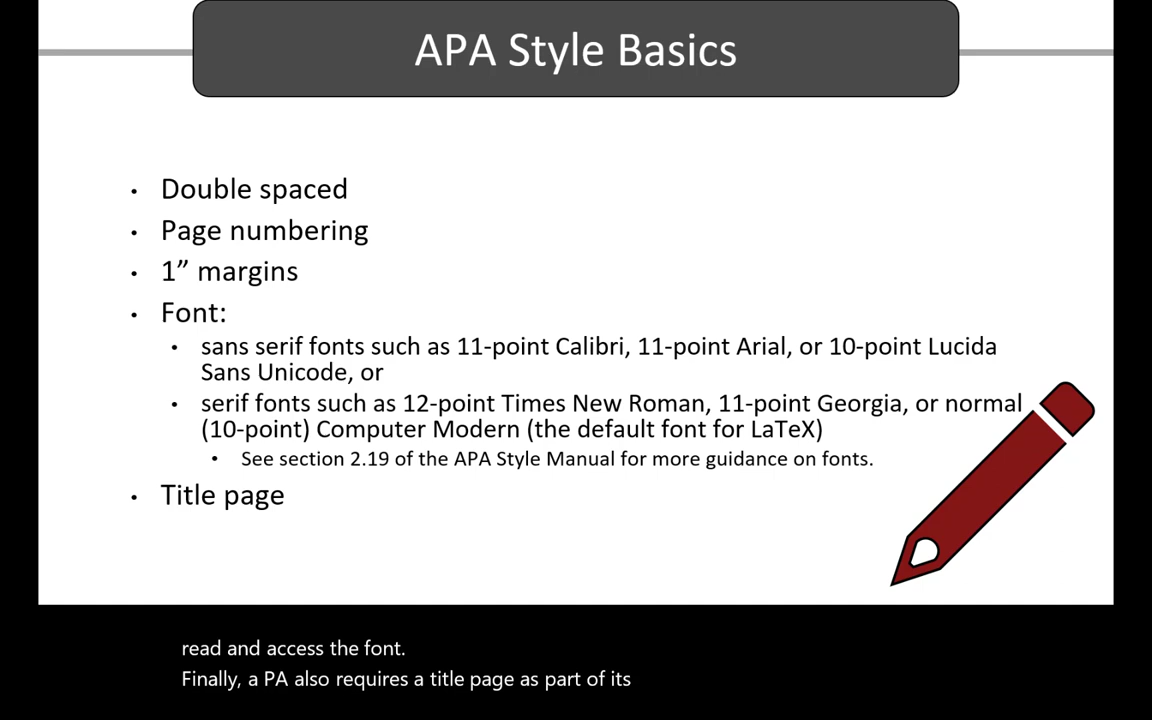 APA Style Basics
• Double spaced
• Page numbering
• 1” margins
• Font:
• sans serif fonts such as 11-point Calibri, 11-point Arial, or 10-point Lucida
Sans Unicode, or
• serif fonts such as 12-point Times New Roman, 11-point Georgia, or normal
(10-point) Computer Modern (the default font for LaTeX)
• See section 2.19 of the APA Style Manual for more guidance on fonts.
• Title page
read and access the font.
Finally, a PA also requires a title page as part of its